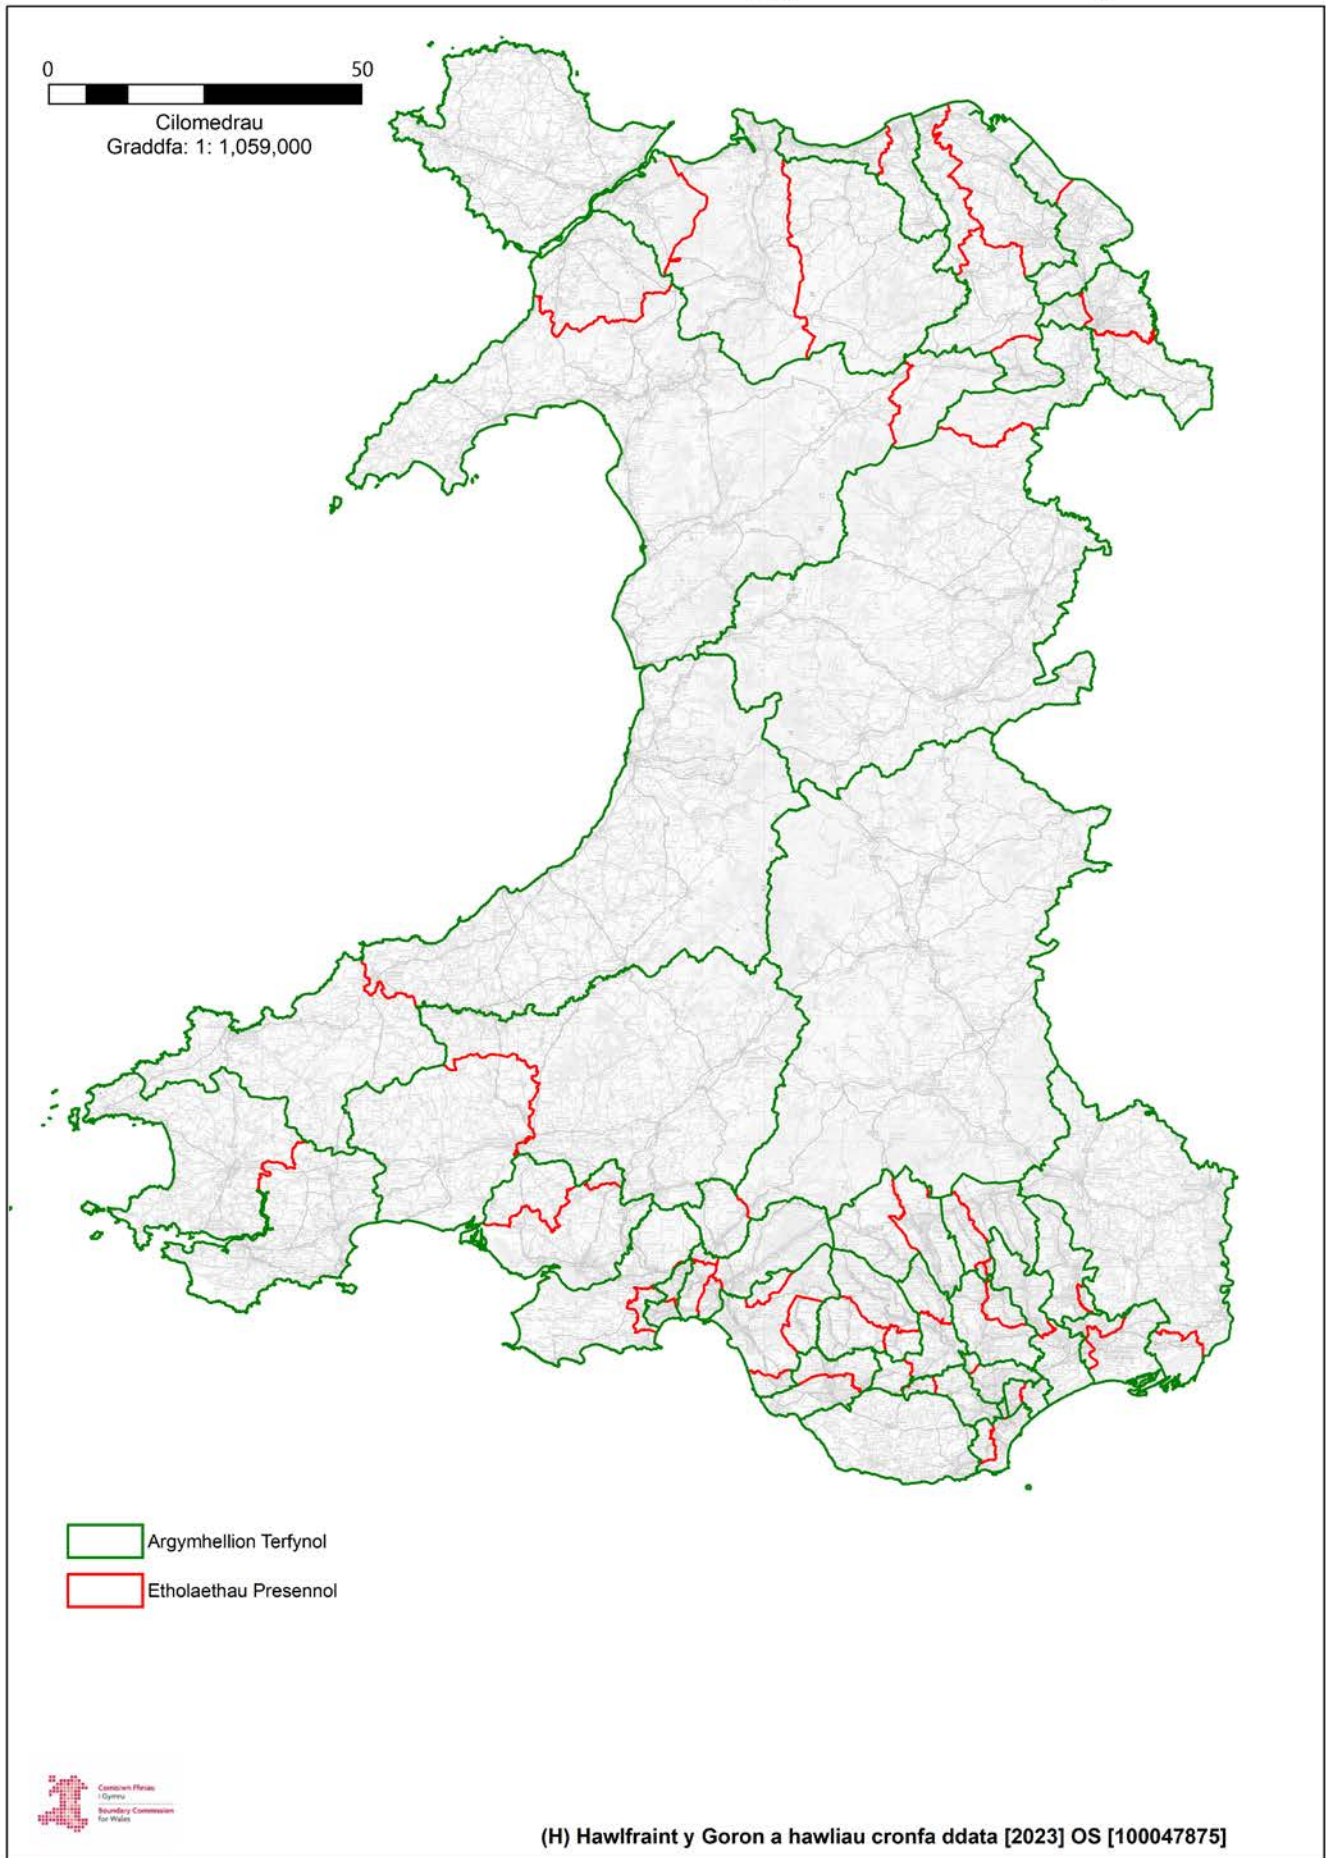 0 50
Cilomedrau
Graddfa: 1: 1,059,000
Argymhellion Terfynol
Etholaethau Presennol
Comisiwn Ffiniau
i Gymru
Boundary Commission
for Wales
(H) Hawlfraint y Goron a hawliau cronfa ddata [2023] OS [100047875]